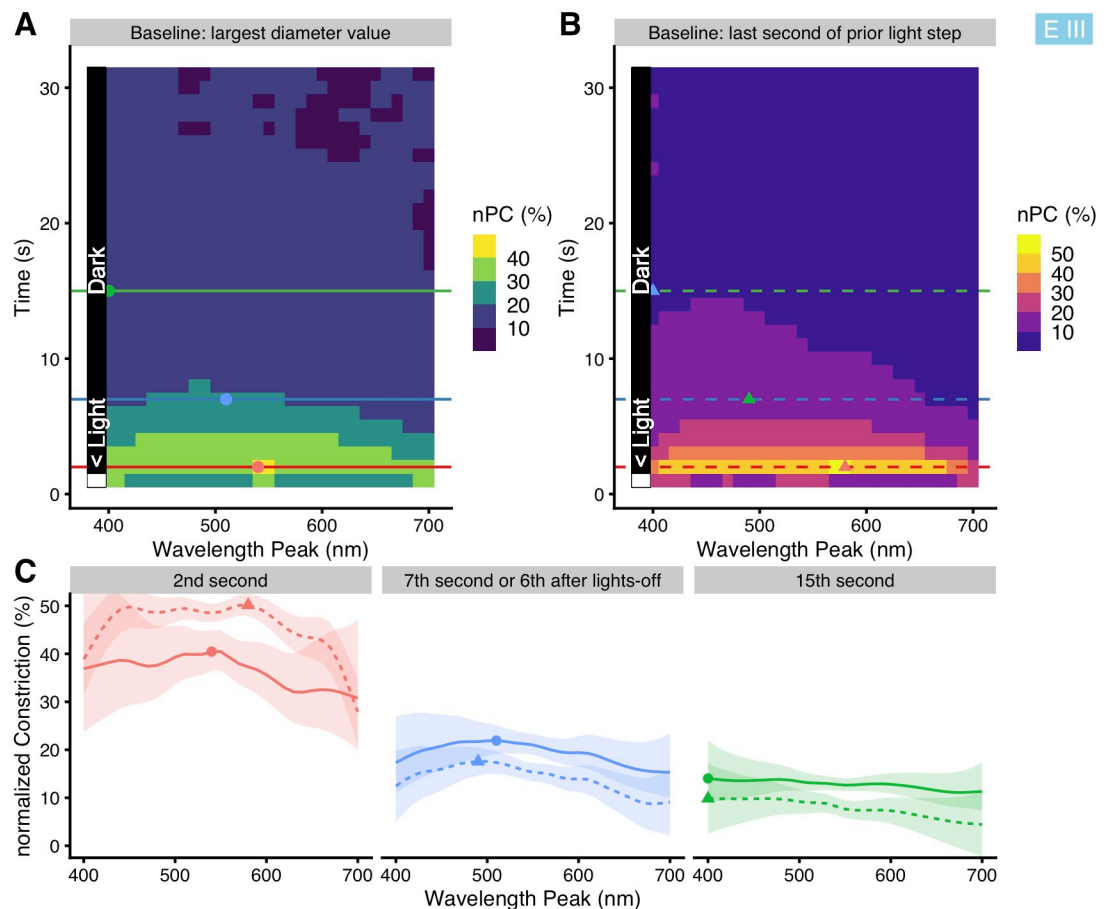 A
Baseline: largest diameter value
B
Baseline: last second of prior light step
E III
Time (s)
30
20
10
0
< Light
Dark
nPC (%)
40
30
20
10
400
500
600
700
Wavelength Peak (nm)
Time (s)
30
20
10
0
< Light
Dark
nPC (%)
50
40
30
20
10
400
500
600
700
Wavelength Peak (nm)
C
2nd second
7th second or 6th after lights-off
15th second
normalized Constriction (%)
50
40
30
20
10
0
400
500
600
700
400
500
600
700
400
500
600
700
Wavelength Peak (nm)